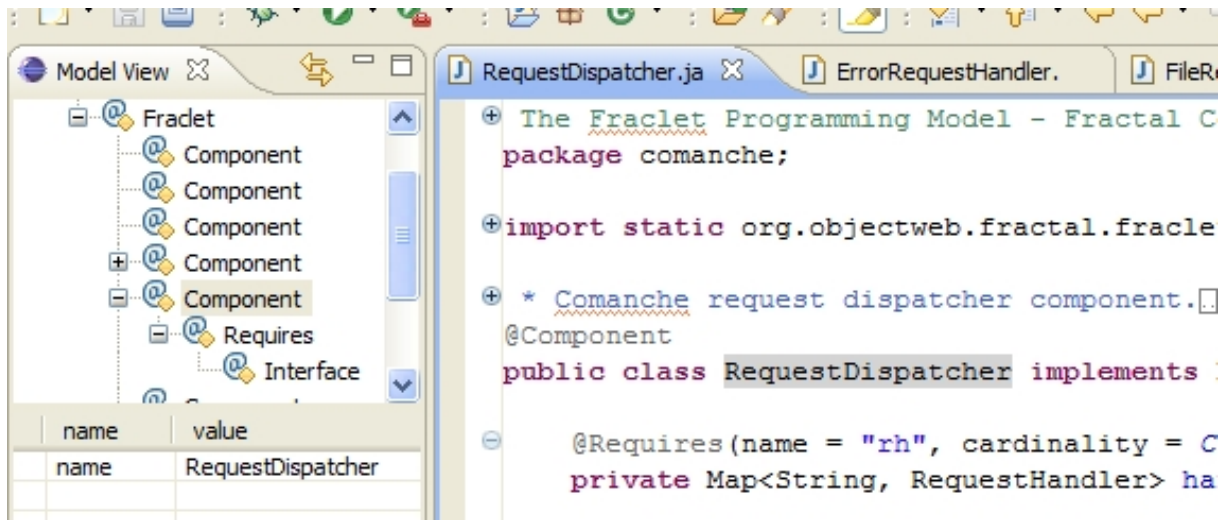 Model View
Fraclet
Component
Component
Component
Component
Component
Requires
Interface
name value
name RequestDispatcher
RequestDispatcher.ja ErrorRequestHandler. FileRe
The Fraclet Programming Model - Fractal C
package comanche;
import static org.objectweb.fractal.fracle
* Comanche request dispatcher component.
@Component
public class RequestDispatcher implements
@Requires(name = "rh", cardinality = C
private Map<String, RequestHandler> ha